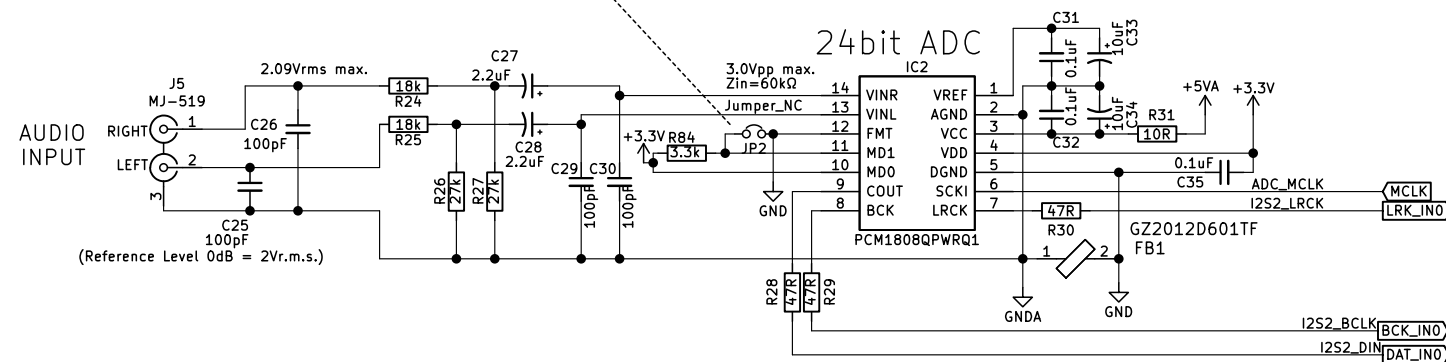 24bit ADC
IC2
J5
MJ-519
AUDIO
INPUT
RIGHT
1
LEFT
2
3
2.09Vrms max.
C26
100pF
C25
100pF
(Reference Level 0dB = 2Vr.m.s.)
18k
R24
18k
R25
C27
2.2uF
+
C28
2.2uF
+
R26
27k
R27
27k
C29
100pF
C30
100pF
3.0Vpp max.
Zin=60kΩ
Jumper_NC
+3.3V
R84
3.3k
JP2
GND
14 VINR
13 VINL
12 FMT
11 MD1
10 MD0
9 COUT
8 BCK
VREF 1
AGND 2
VCC 3
VDD 4
DGND 5
SCKI 6
LRCK 7
PCM1808QPWRQ1
C31
0.1uF
+
10uF
C33
0.1uF
C32
+
10uF
C34
R31
10R
+5VA
+3.3V
0.1uF
C35
ADC_MCLK
MCLK
I2S2_LRCK
LRK_IN0
47R
R30
GZ2012D601TF
FB1
1
2
GNDA
GND
R28
47R
47R
R29
I2S2_BCLK
BCK_IN0
I2S2_DIN
DAT_IN0